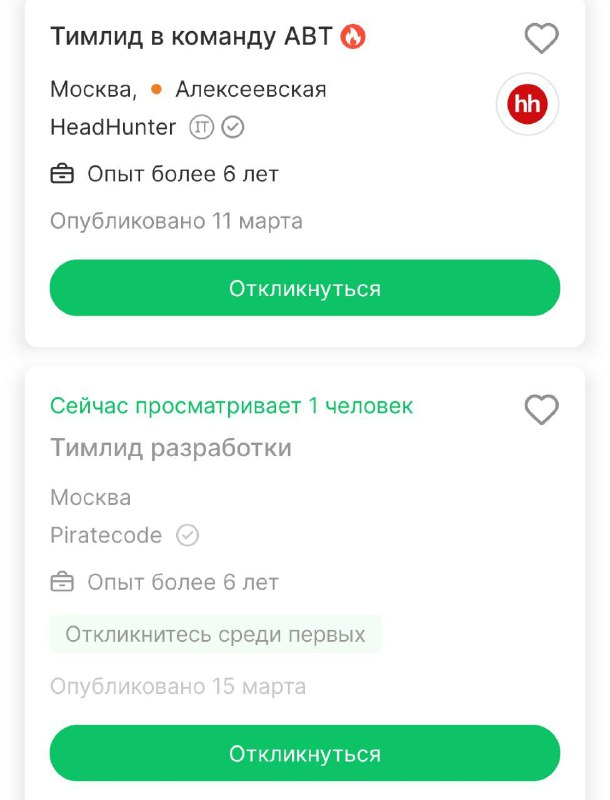 Тимлид в команду АВТ
Москва, Алексеевская
hh
HeadHunter IT
Опыт более 6 лет
Опубликовано 11 марта
Откликнуться
Сейчас просматривает 1 человек
Тимлид разработки
Москва
Piratecode
Опыт более 6 лет
Откликнитесь среди первых
Опубликовано 15 марта
Откликнуться